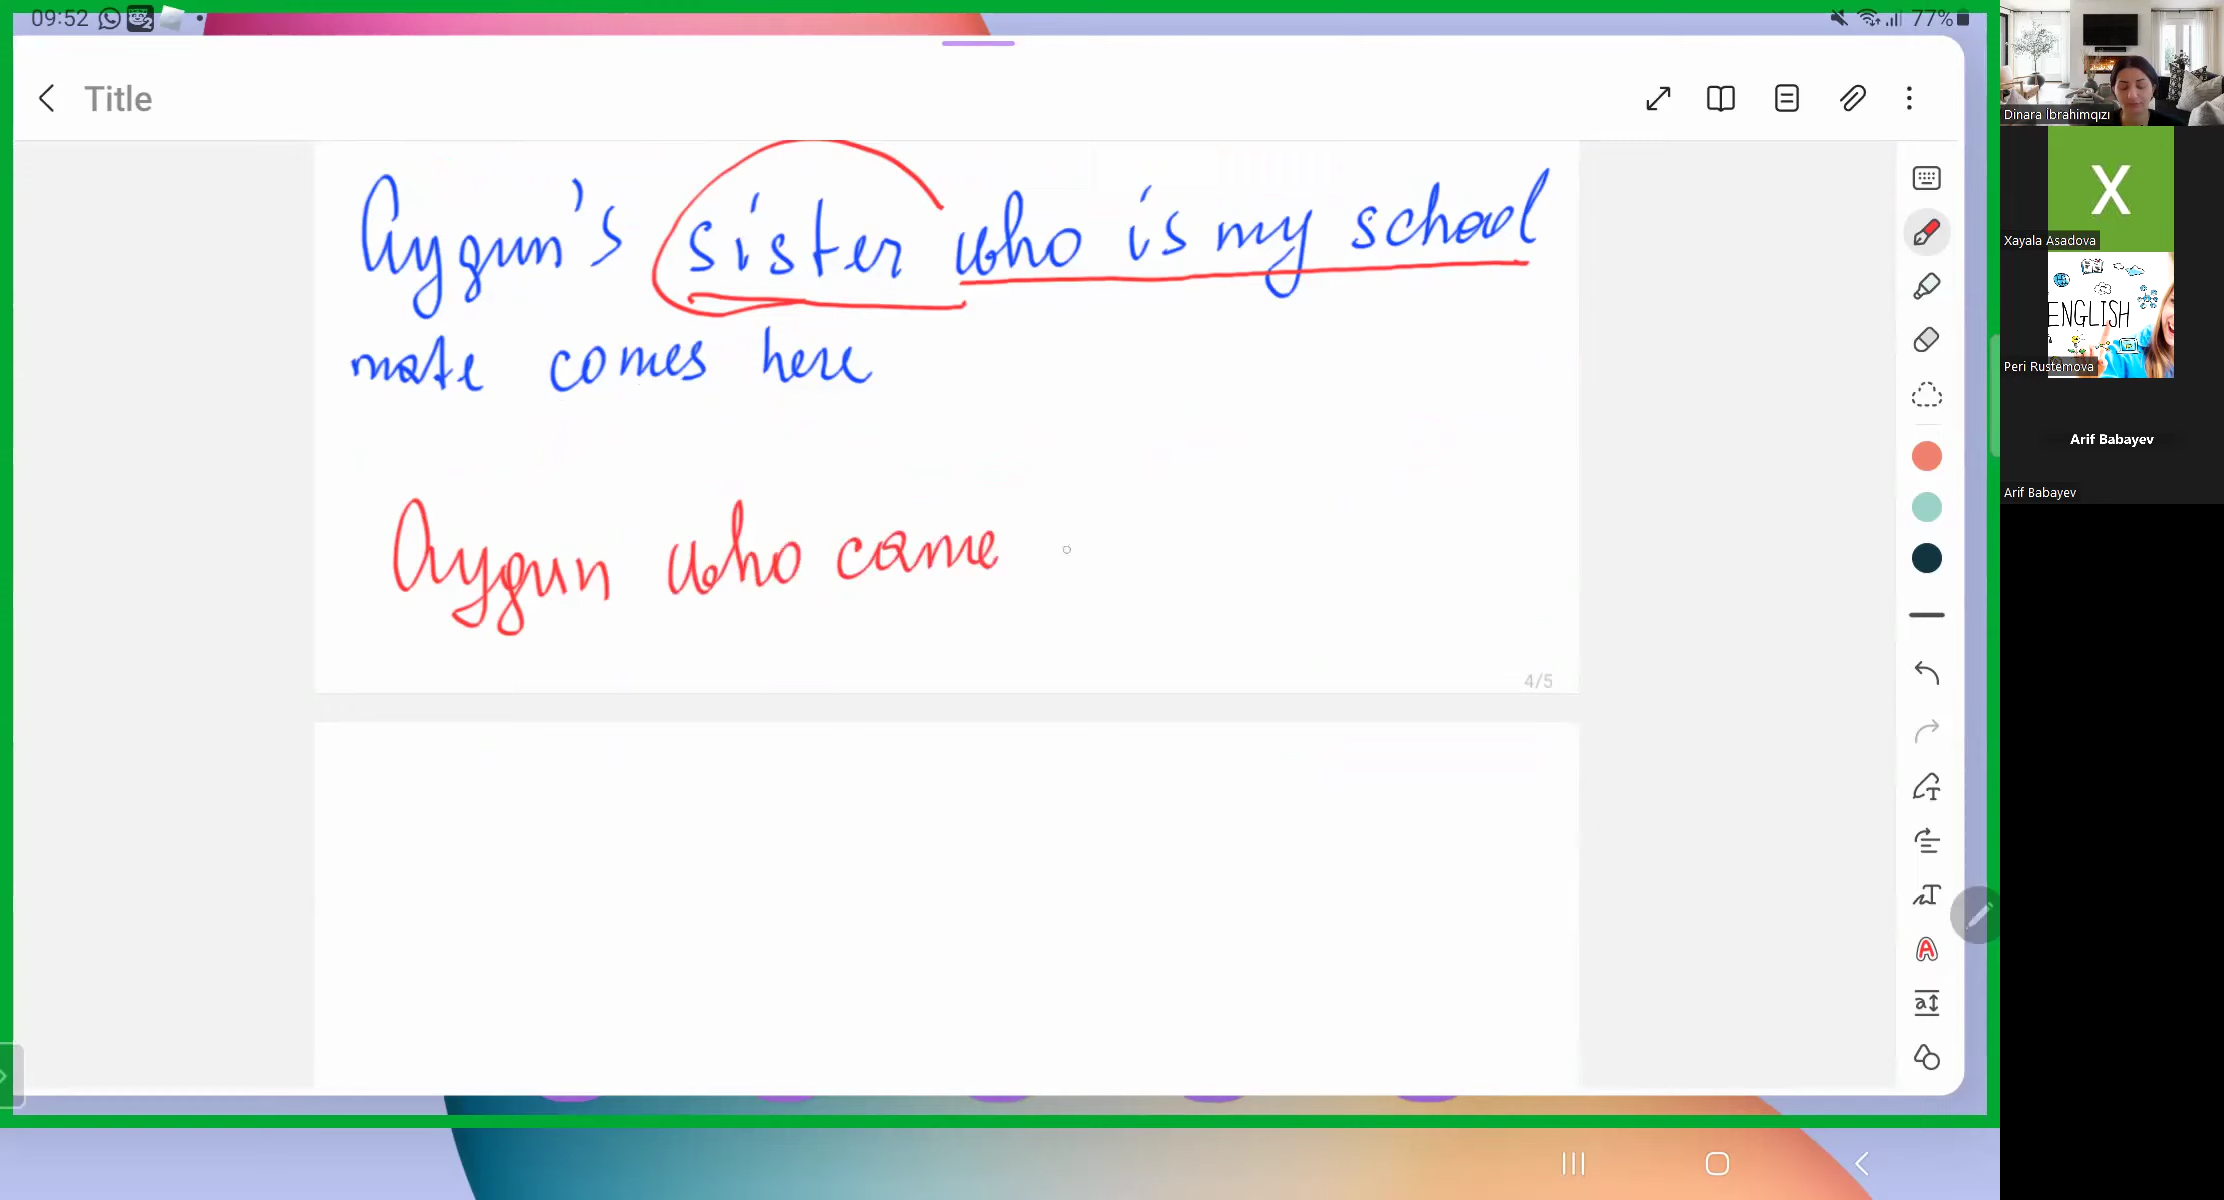 09:52
77%
Title
Aygun's sister who is my school
mate comes here
Aygun who came
4/5
Dinara İbrahimqızı
X
Xayala Asadova
ENGLISH
Peri Rustemova
Arif Babayev
Arif Babayev